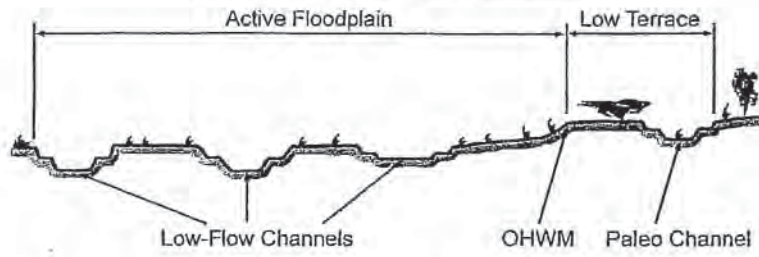 Active Floodplain
Low Terrace
Low-Flow Channels
OHWM
Paleo Channel